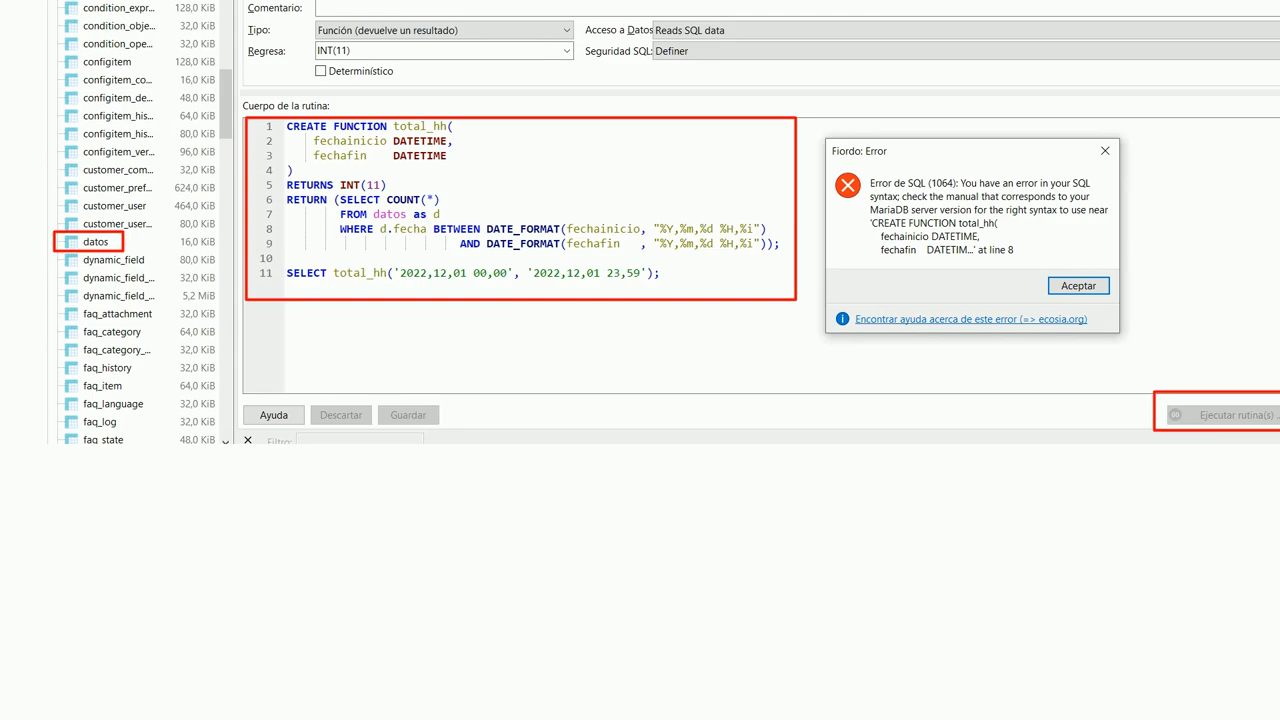 condition_expr... 128,0 KiB
condition_obje... 32,0 KiB
condition_ope... 32,0 KiB
configitem 128,0 KiB
configitem_co... 16,0 KiB
configitem_de... 48,0 KiB
configitem_his... 64,0 KiB
configitem_his... 80,0 KiB
configitem_ver... 96,0 KiB
customer_com... 32,0 KiB
customer_pref... 624,0 KiB
customer_user 464,0 KiB
customer_user... 80,0 KiB
datos 16,0 KiB
dynamic_field 80,0 KiB
dynamic_field_... 32,0 KiB
dynamic_field_... 5,2 MiB
faq_attachment 32,0 KiB
faq_category 64,0 KiB
faq_category_... 32,0 KiB
faq_history 32,0 KiB
faq_item 64,0 KiB
faq_language 32,0 KiB
faq_log 32,0 KiB
faq_state 48,0 KiB
Comentario:
Tipo: Función (devuelve un resultado) Acceso a Datos Reads SQL data
Regresa: INT(11) Seguridad SQL: Definer
Determinístico
Cuerpo de la rutina:
1 CREATE FUNCTION total_hh(
2 fechainicio DATETIME,
3 fechafin DATETIME
4 )
5 RETURNS INT(11)
6 RETURN (SELECT COUNT(*)
7 FROM datos as d
8 WHERE d.fecha BETWEEN DATE_FORMAT(fechainicio, "%Y,%m,%d %H,%i")
9 AND DATE_FORMAT(fechafin , "%Y,%m,%d %H,%i"));
10
11 SELECT total_hh('2022,12,01 00,00', '2022,12,01 23,59');
Fiordo: Error
Error de SQL (1064): You have an error in your SQL
syntax; check the manual that corresponds to your
MariaDB server version for the right syntax to use near
'CREATE FUNCTION total_hh(
fechainicio DATETIME,
fechafin DATETIM...' at line 8
Aceptar
Encontrar ayuda acerca de este error (=> ecosia.org)
Ayuda Descartar Guardar Ejecutar rutina(s) ..
Filtro: